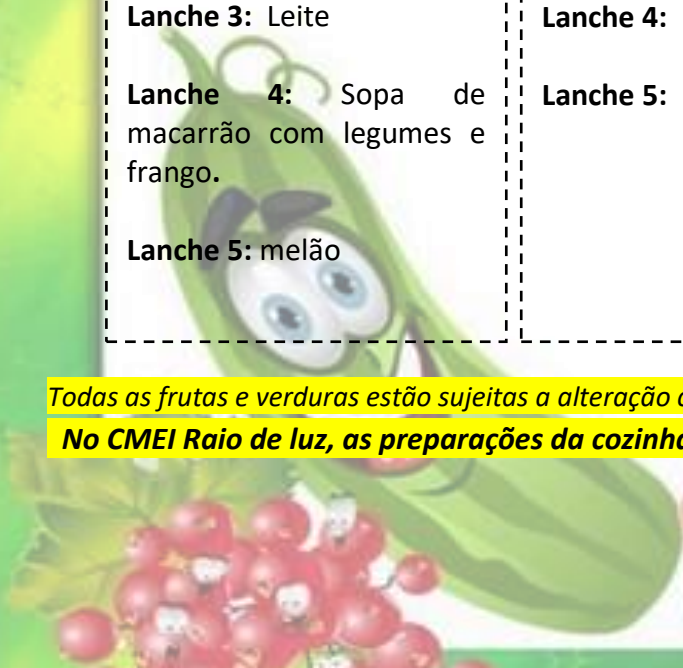 Lanche 3: Leite
Lanche 4: Sopa de
macarrão com legumes e
frango.
Lanche 5: melão
Lanche 4:
Lanche 5:
Todas as frutas e verduras estão sujeitas a alteração
No CMEI Raio de luz, as preparações da cozinha